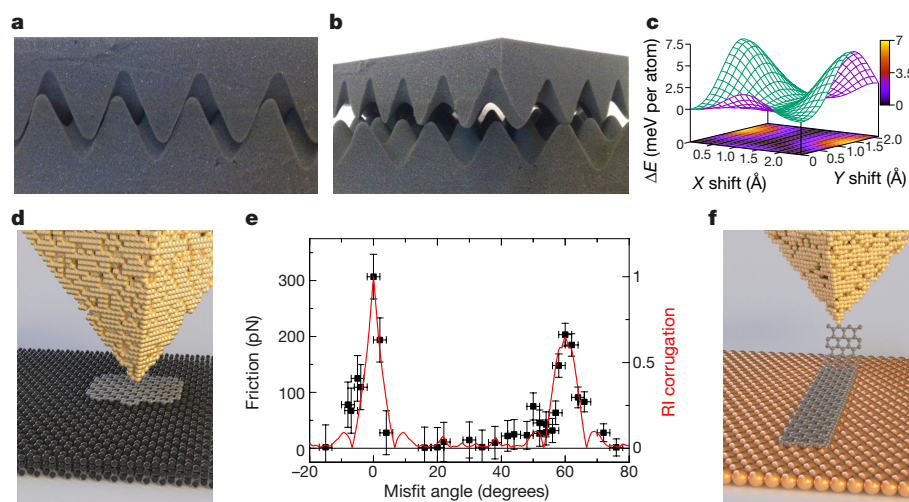 a
b
c
7.5
5.0
2.5
0
ΔE (meV per atom)
0
0.5
1.0
1.5
2.0
X shift (Å)
0
0.5
1.0
1.5
2.0
Y shift (Å)
7
3.5
0
d
e
f
300
200
100
0
Friction (pN)
1
0.5
0
RI corrugation
–20 0 20 40 60 80
Misfit angle (degrees)